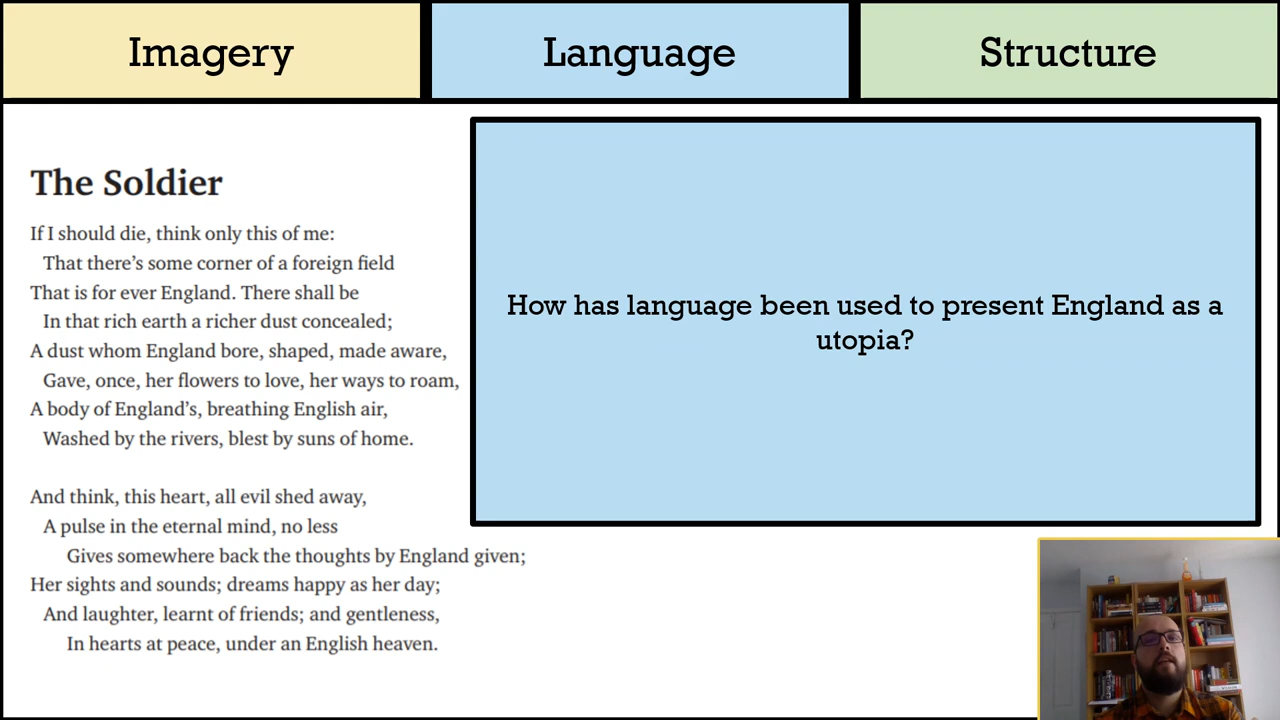 Imagery
Language
Structure
The Soldier
If I should die, think only this of me:
That there’s some corner of a foreign field
That is for ever England. There shall be
In that rich earth a richer dust concealed;
A dust whom England bore, shaped, made aware,
Gave, once, her flowers to love, her ways to roam,
A body of England’s, breathing English air,
Washed by the rivers, blest by suns of home.
And think, this heart, all evil shed away,
A pulse in the eternal mind, no less
Gives somewhere back the thoughts by England given;
Her sights and sounds; dreams happy as her day;
And laughter, learnt of friends; and gentleness,
In hearts at peace, under an English heaven.
How has language been used to present England as a
utopia?